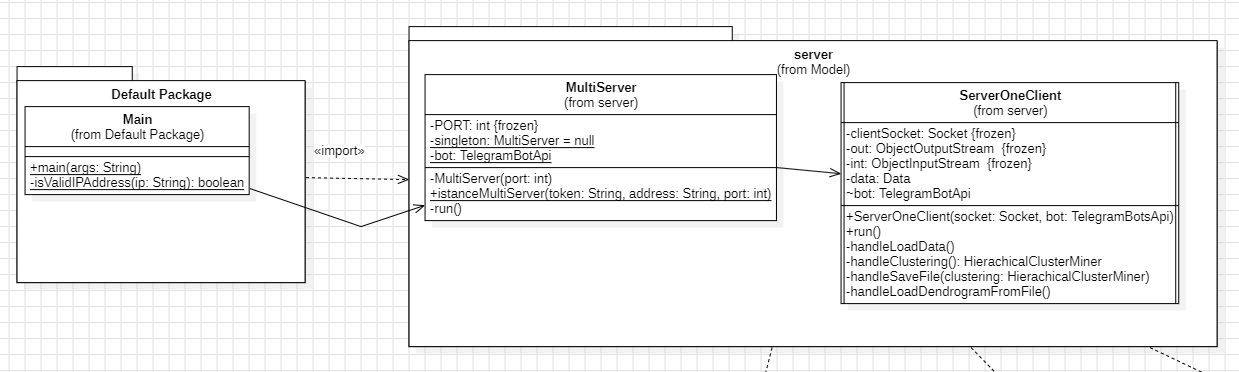 Default Package
Main
(from Default Package)
+main(args: String)
-isValidIPAddress(ip: String): boolean
«import»
server
(from Model)
MultiServer
(from server)
-PORT: int {frozen}
-singleton: MultiServer = null
-bot: TelegramBotApi
-MultiServer(port: int)
+istanceMultiServer(token: String, address: String, port: int)
-run()
ServerOneClient
(from server)
-clientSocket: Socket {frozen}
-out: ObjectOutputStream {frozen}
-int: ObjectInputStream {frozen}
-data: Data
~bot: TelegramBotApi
+ServerOneClient(socket: Socket, bot: TelegramBotsApi)
+run()
-handleLoadData()
-handleClustering(): HierachicalClusterMiner
-handleSaveFile(clustering: HierachicalClusterMiner)
-handleLoadDendrogramFromFile()